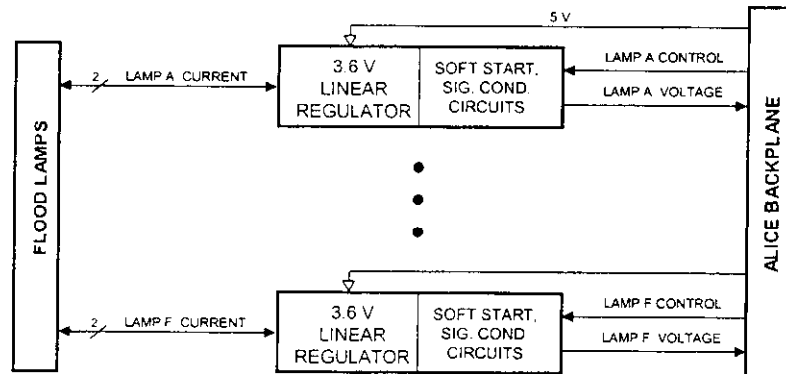 5 V
FLOOD LAMPS
2
LAMP A CURRENT
3.6 V
LINEAR
REGULATOR
SOFT START,
SIG. COND.
CIRCUITS
LAMP A CONTROL
LAMP A VOLTAGE
ALICE BACKPLANE
2
LAMP F CURRENT
3.6 V
LINEAR
REGULATOR
SOFT START,
SIG. COND
CIRCUITS
LAMP F CONTROL
LAMP F VOLTAGE